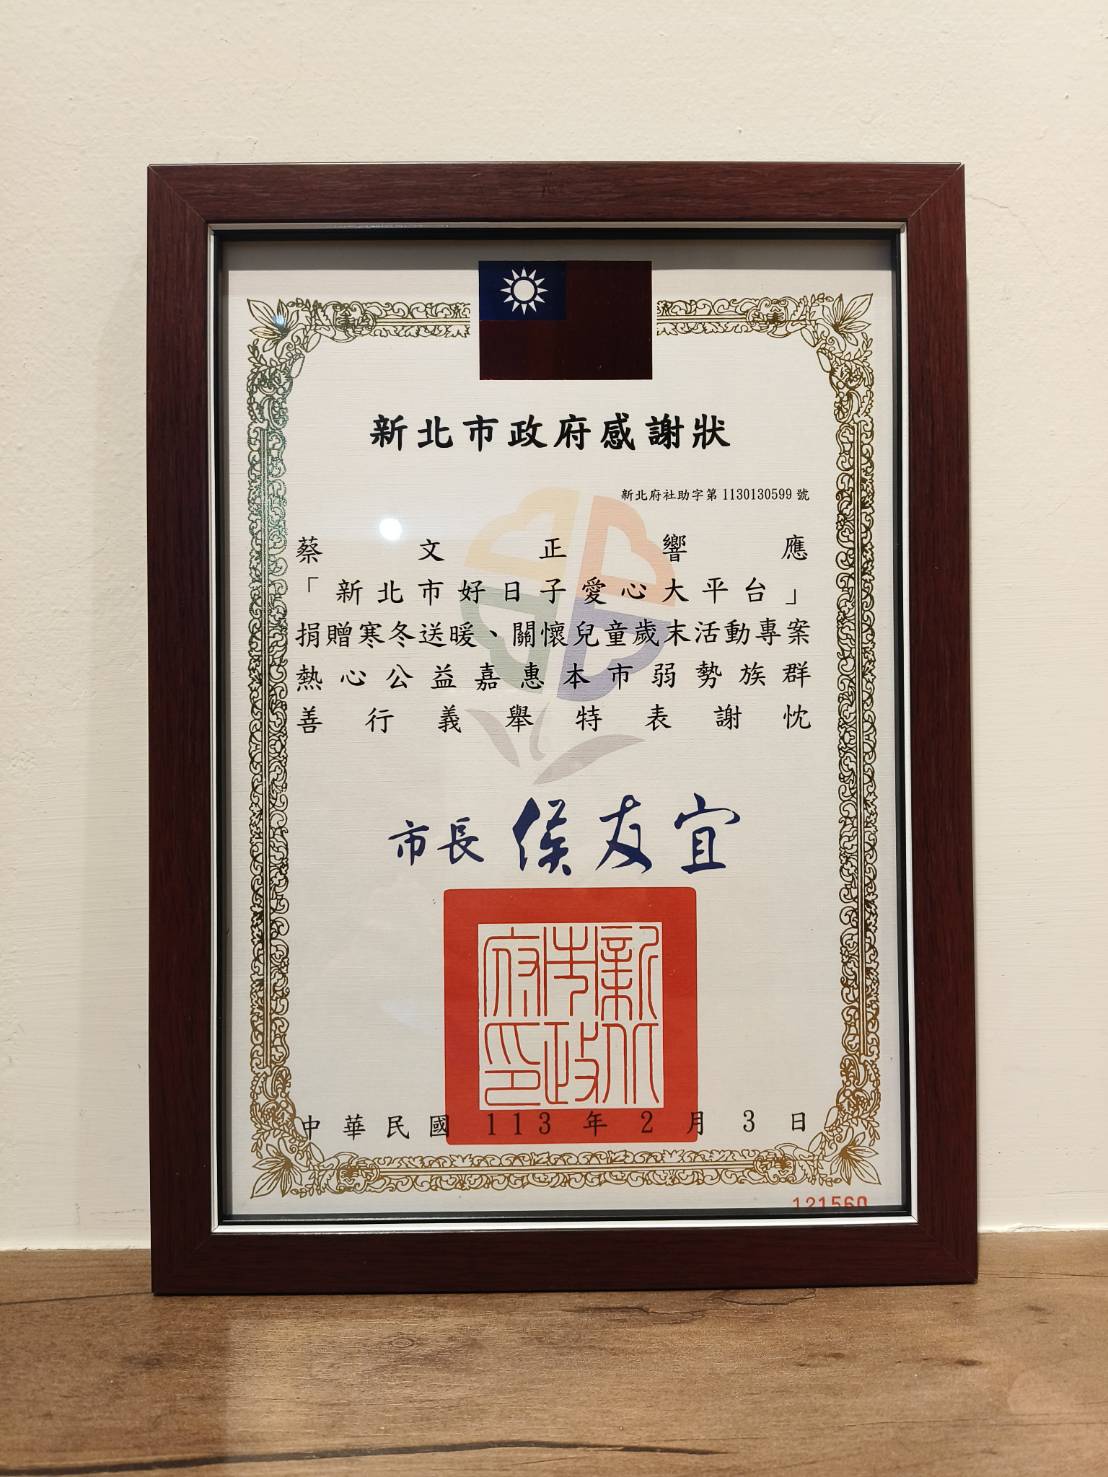 新北市政府感謝狀
新北府社助字第1130130599號
蔡文正響應
「新北市好日子愛心大平台」
捐贈寒冬送暖、關懷兒童歲末活動專案
熱心公益嘉惠本市弱勢族群
善行義舉特表謝忱
市長 侯友宜
新北市政府印
中華民國113年2月3日
121560